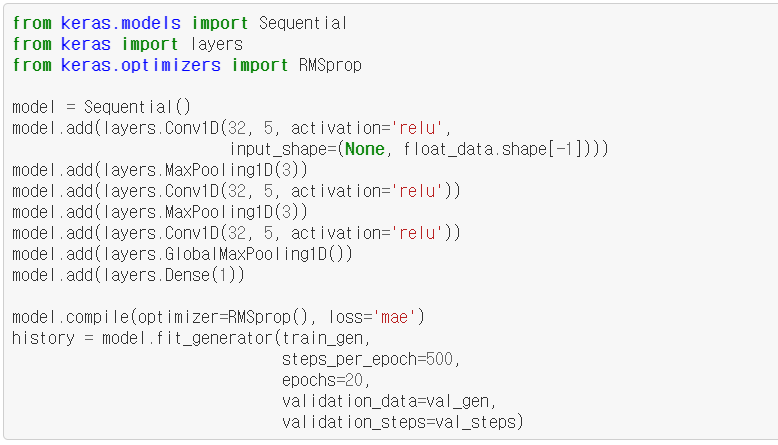 from keras.models import Sequential
from keras import layers
from keras.optimizers import RMSprop

model = Sequential()
model.add(layers.Conv1D(32, 5, activation='relu',
                        input_shape=(None, float_data.shape[-1])))
model.add(layers.MaxPooling1D(3))
model.add(layers.Conv1D(32, 5, activation='relu'))
model.add(layers.MaxPooling1D(3))
model.add(layers.Conv1D(32, 5, activation='relu'))
model.add(layers.GlobalMaxPooling1D())
model.add(layers.Dense(1))

model.compile(optimizer=RMSprop(), loss='mae')
history = model.fit_generator(train_gen,
                              steps_per_epoch=500,
                              epochs=20,
                              validation_data=val_gen,
                              validation_steps=val_steps)